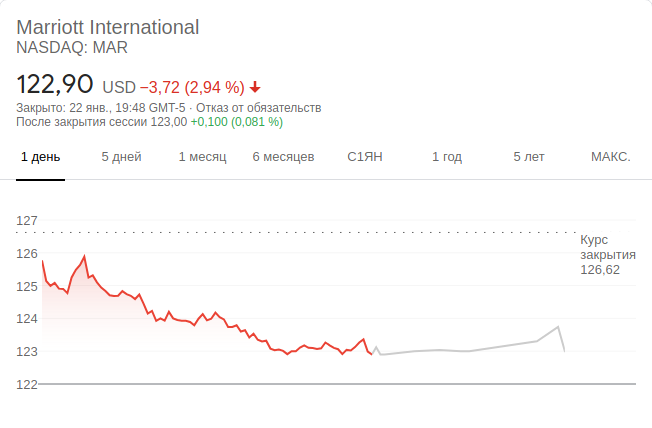 Marriott International
NASDAQ: MAR
122,90 USD −3,72 (2,94 %)
Закрыто: 22 янв., 19:48 GMT-5 · Отказ от обязательств
После закрытия сессии 123,00 +0,100 (0,081 %)
1 день 5 дней 1 месяц 6 месяцев С1ЯН 1 год 5 лет МАКС.
127
Курс
закрытия
126,62
126
125
124
123
122